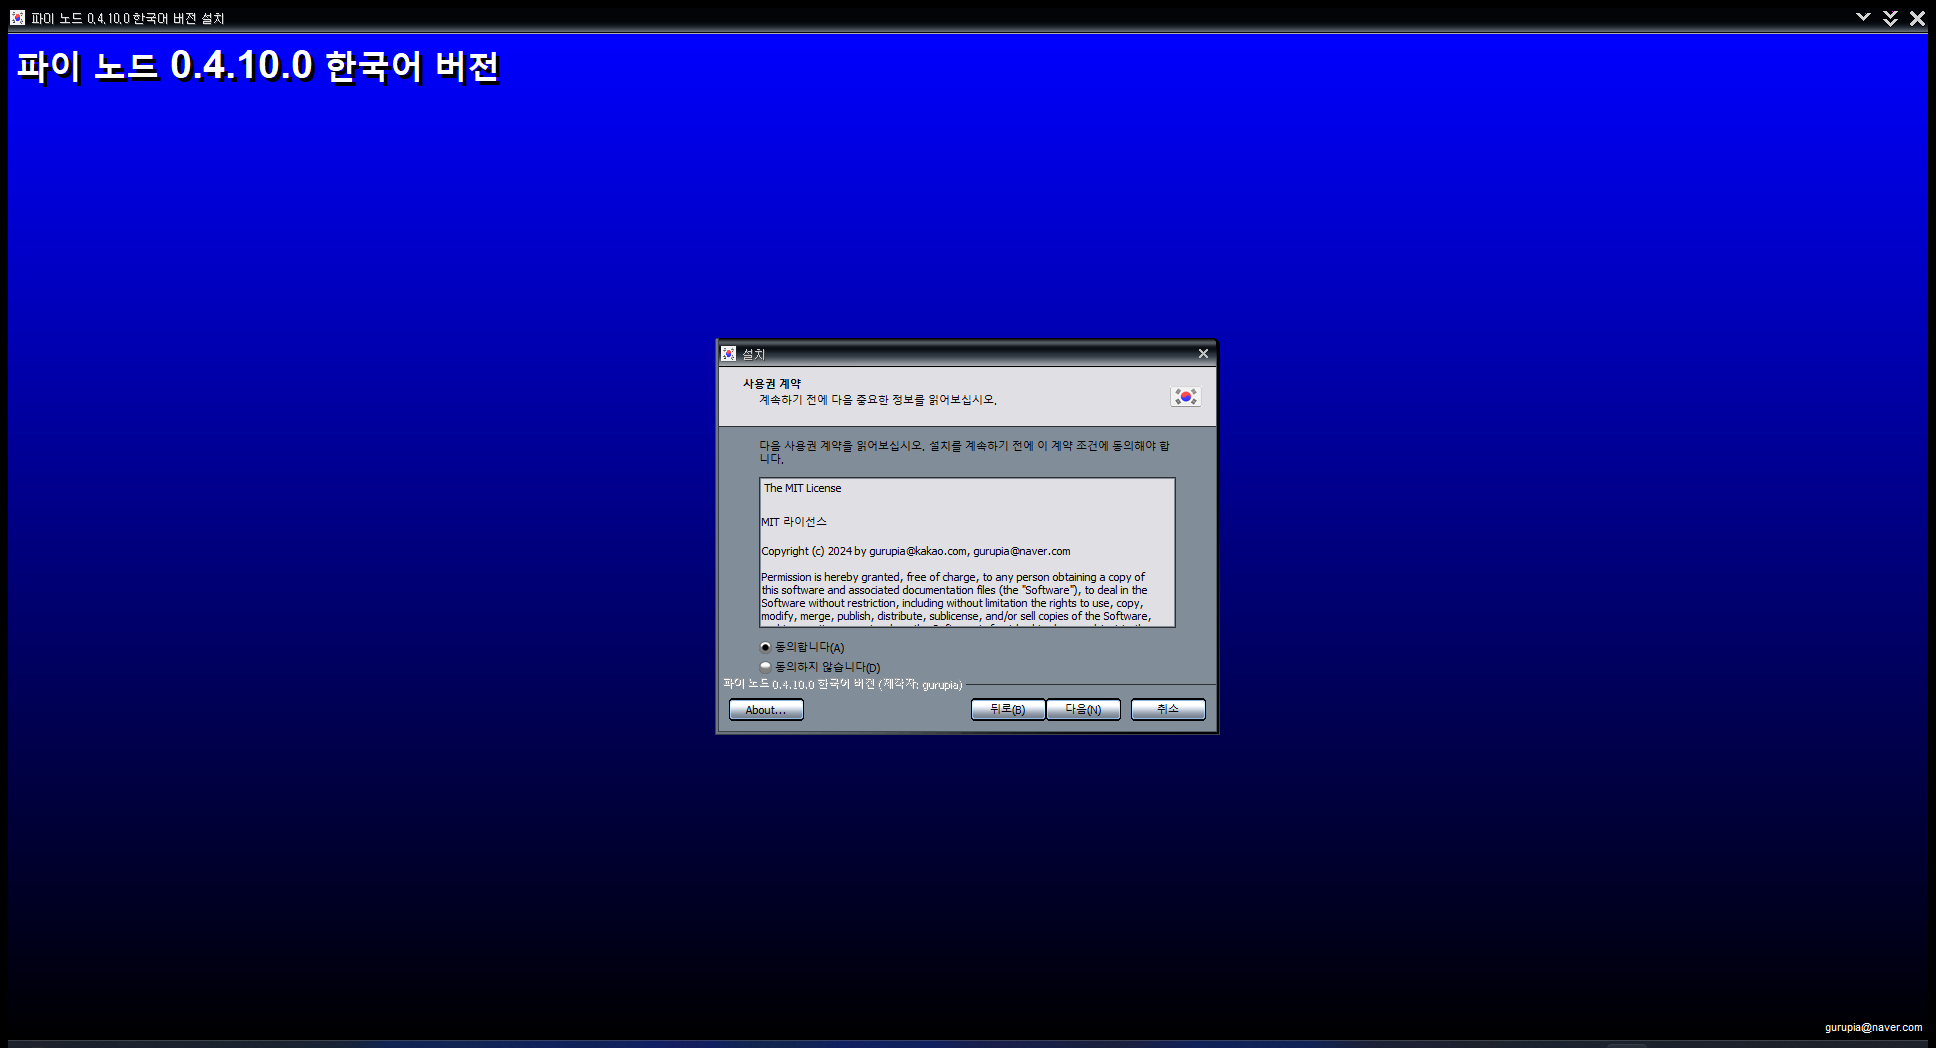 파이 노드 0.4.10.0 한국어 버전 설치
파이 노드 0.4.10.0 한국어 버전
설치
사용권 계약
계속하기 전에 다음 중요한 정보를 읽어보십시오.
다음 사용권 계약을 읽어보십시오. 설치를 계속하기 전에 이 계약 조건에 동의해야 합
니다.
The MIT License
MIT 라이선스
Copyright (c) 2024 by gurupia@kakao.com, gurupia@naver.com
Permission is hereby granted, free of charge, to any person obtaining a copy of
this software and associated documentation files (the "Software"), to deal in the
Software without restriction, including without limitation the rights to use, copy,
modify, merge, publish, distribute, sublicense, and/or sell copies of the Software,
동의합니다(A)
동의하지 않습니다(D)
파이 노드 0.4.10.0 한국어 버전 (제작자: gurupia)
About...
뒤로(B)
다음(N)
취소
gurupia@naver.com